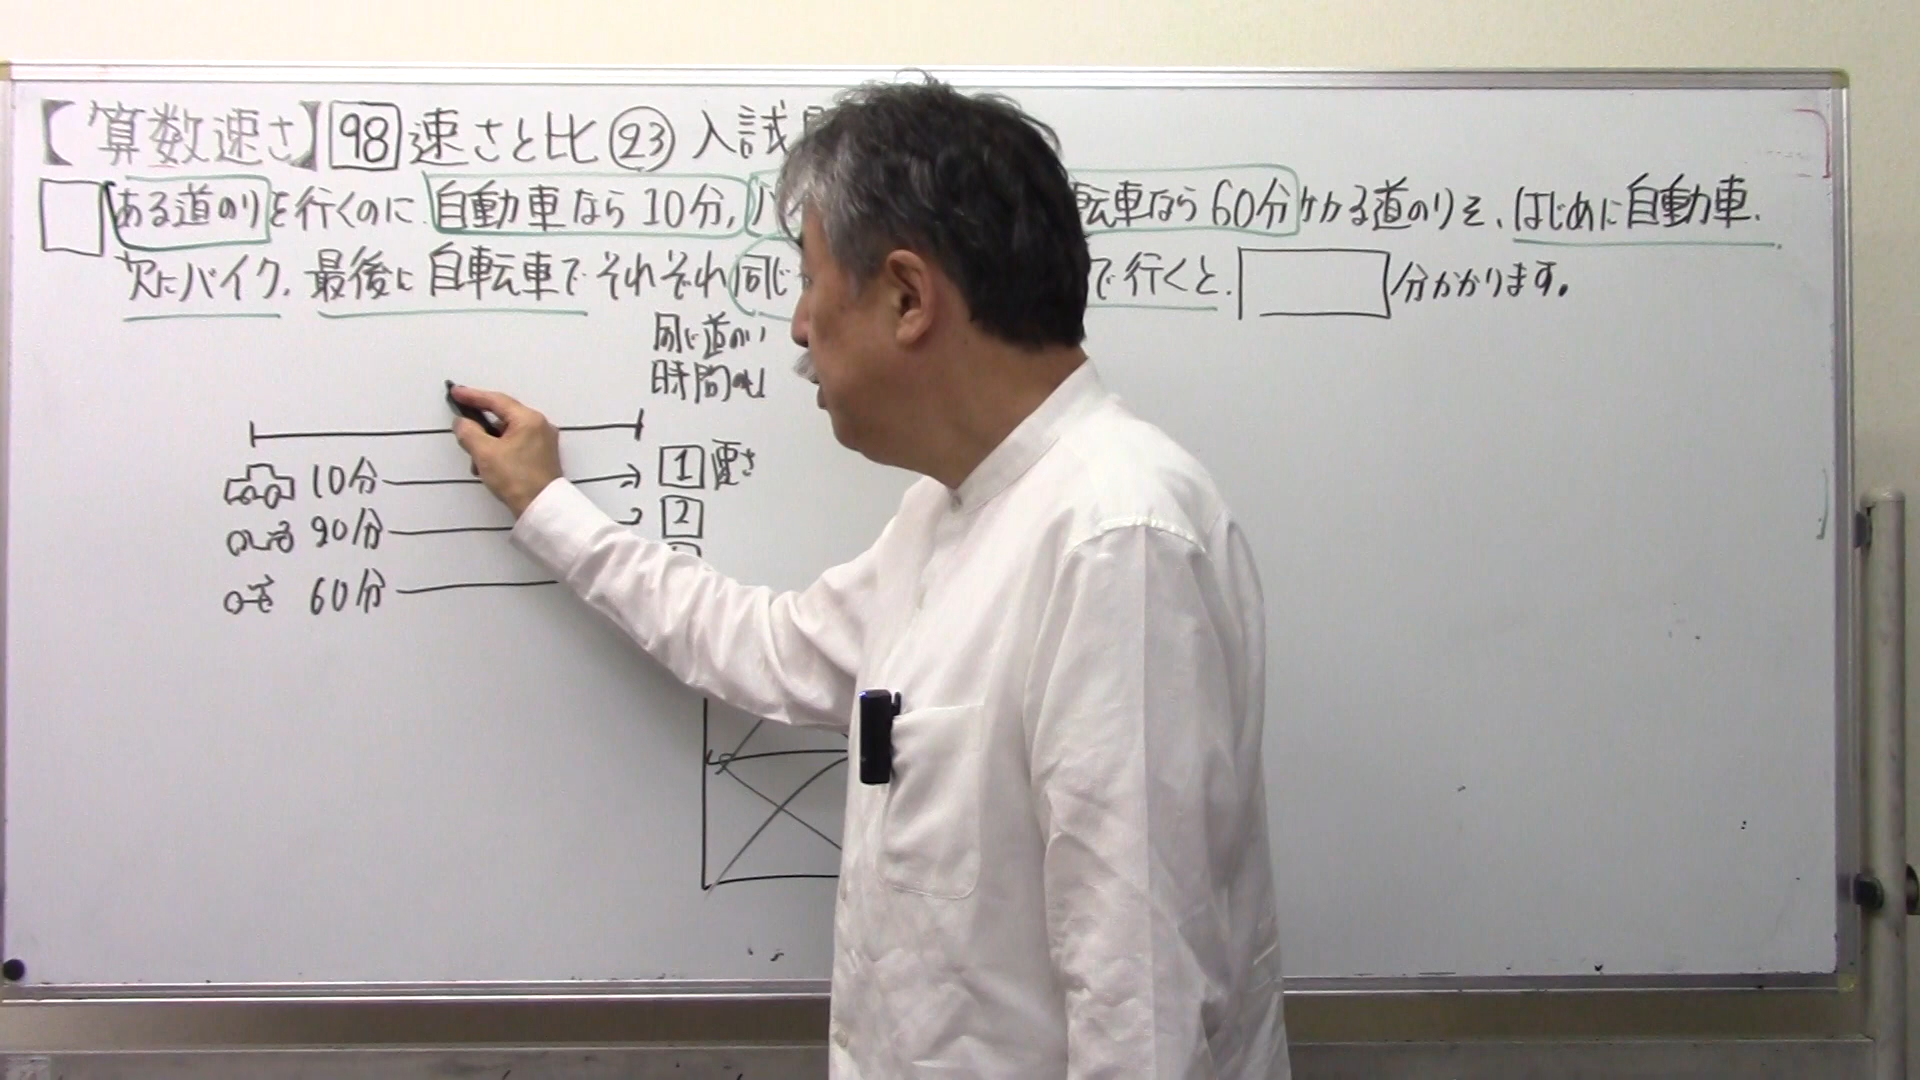 【算数速さ】98 速さと比㉓入試
ある道のりを行くのに自動車なら10分,バ 転車なら60分かかる道のりを、はじめに自動車、
次にバイク、最後に自転車でそれぞれ同じ で行くと、 分かかります。
同じ道のり
時間
10分 1 速さ
20分 2
60分